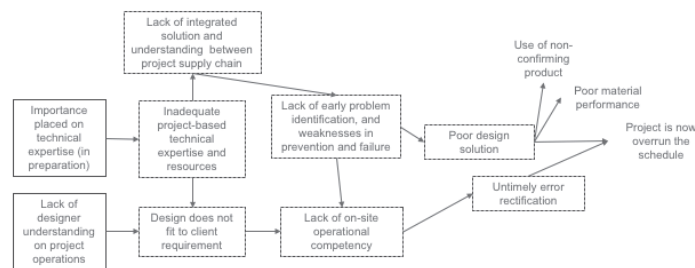 Lack of integrated
solution and
understanding between
project supply chain
Use of non-
confirming
product
Poor material
performance
Importance
placed on
technical
expertise (in
preparation)
Inadequate
project-based
technical
expertise and
resources
Lack of early problem
identification, and
weaknesses in
prevention and failure
Poor design
solution
Project is now
overrun the
schedule
Lack of
designer
understanding
on project
operations
Design does not
fit to client
requirement
Lack of on-site
operational
competency
Untimely error
rectification